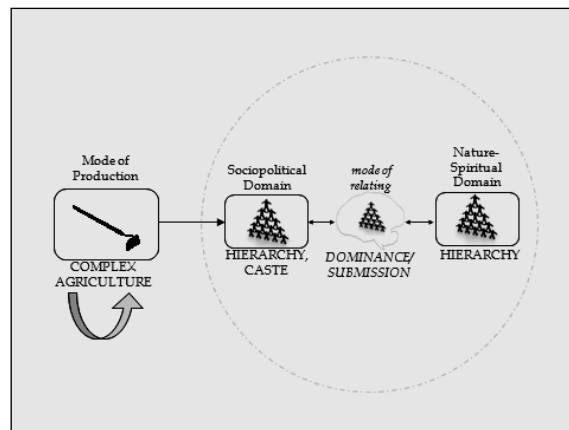 Mode of
Production
COMPLEX
AGRICULTURE
Sociopolitical
Domain
HIERARCHY,
CASTE
mode of
relating
DOMINANCE/
SUBMISSION
Nature-
Spiritual
Domain
HIERARCHY